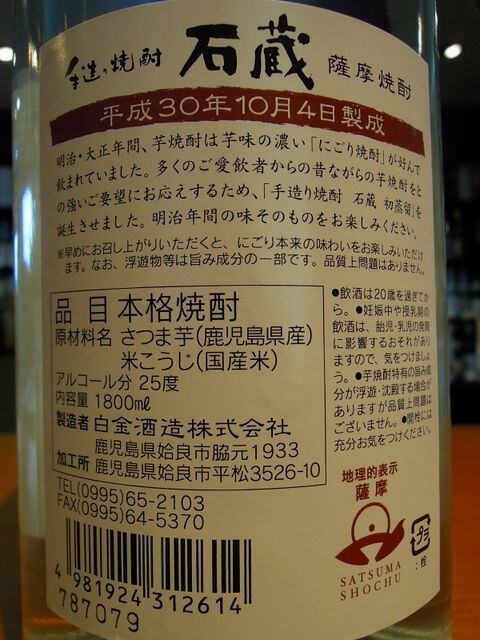 手造り焼酎 石蔵 薩摩焼酎
平成30年10月4日製成
明治・大正年間、芋焼酎は芋味の濃い「にごり焼酎」が好んで
飲まれていました。多くのご愛飲者からの昔ながらの芋焼酎をと
の強いご要望にお応えするため、「手造り焼酎 石蔵 初蒸留」を
誕生させました。明治年間の味そのものをお楽しみください。
※早めにお召し上がりいただくと、にごり本来の味わいをお楽しみいただけ
ます。なお、浮遊物等は旨み成分の一部です。品質上問題はありません。
品目 本格焼酎
原材料名 さつま芋(鹿児島県産)
米こうじ(国産米)
アルコール分 25度
内容量 1800mℓ
製造者 白金酒造株式会社
鹿児島県姶良市脇元1933
加工所 鹿児島県姶良市平松3526-10
●飲酒は20歳を過ぎてか
ら。●妊娠中や授乳期の
飲酒は、胎児・乳児の発育
に影響するおそれがあり
ますので、気をつけましょ
う。●芋焼酎特有の旨み成
分が浮遊・沈殿する場合が
ありますが品質上問題は
ございません。●開栓には
充分お気をつけください。
TEL(0995)65-2103
FAX(0995)64-5370
4 981924 312614
787079
地理的表示
薩摩
SATSUMA
SHOCHU
プラ
:栓